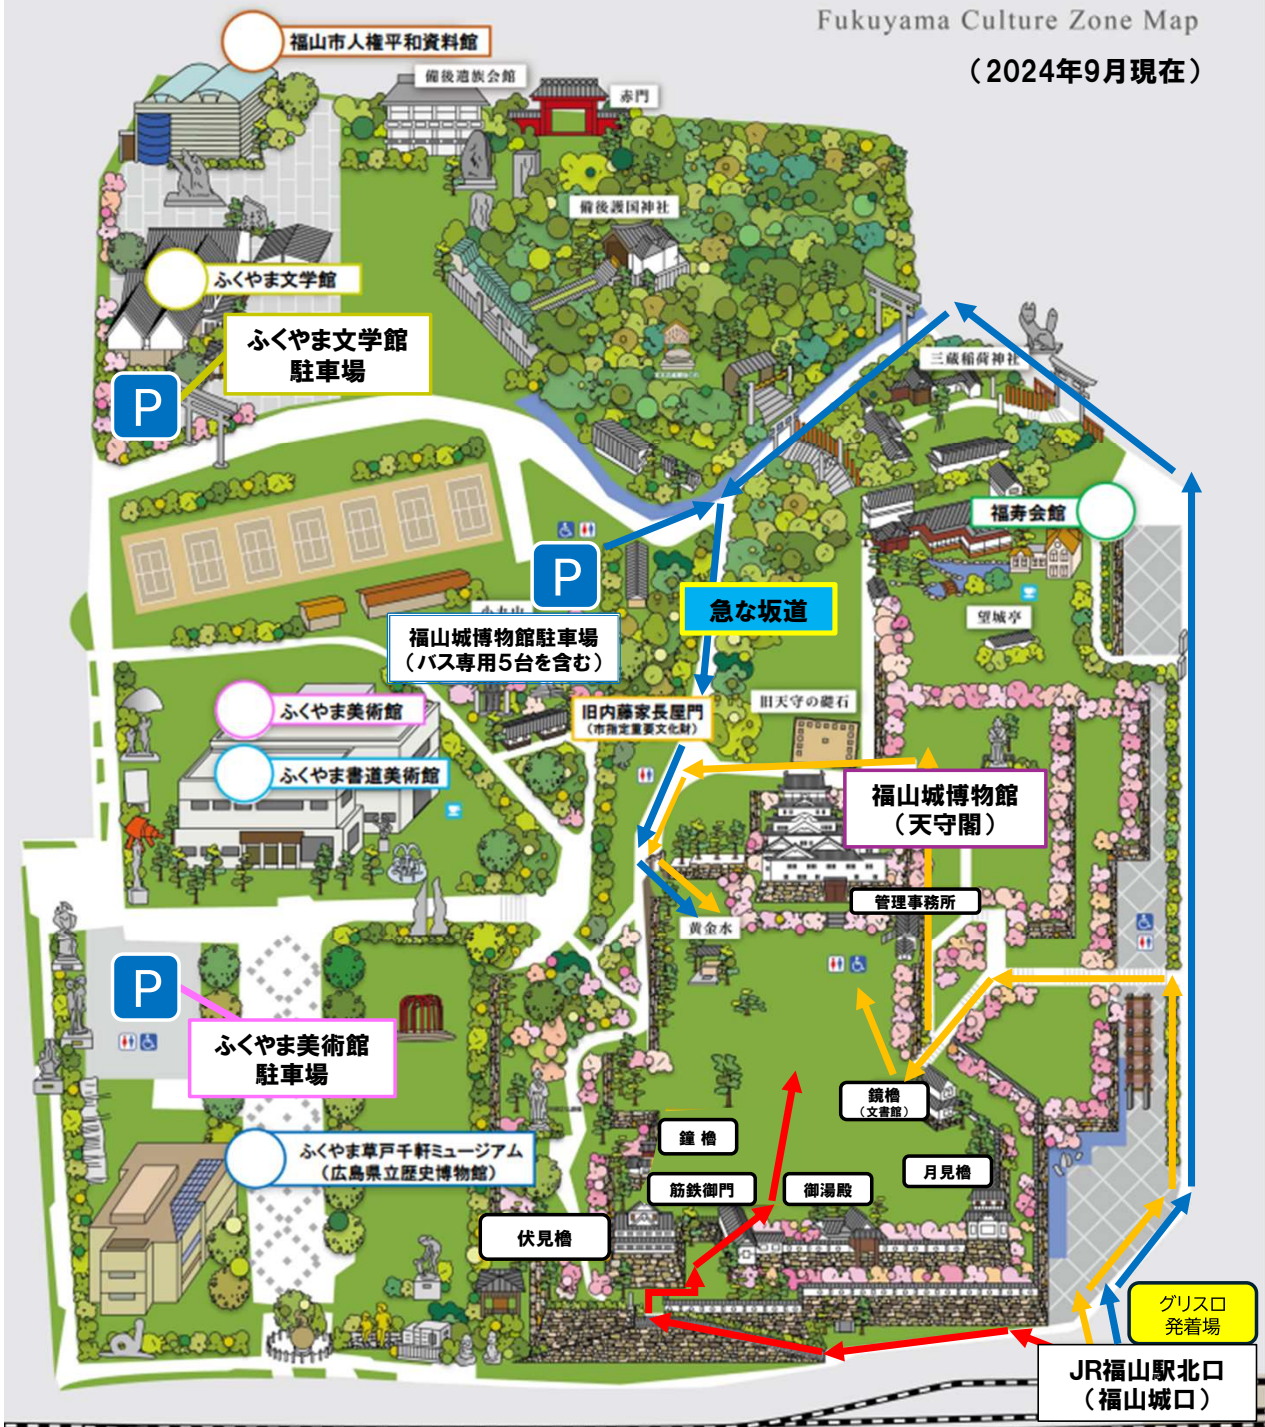 Fukuyama Culture Zone Map
（2024年9月現在）
福山市人権平和資料館
備後遺族会館
赤門
備後護国神社
ふくやま文学館
ふくやま文学館
駐車場
P
三蔵稲荷神社
福寿会館
P
急な坂道
望城亭
福山城博物館駐車場
（バス専用5台を含む）
旧内藤家長屋門
（市指定重要文化財）
旧天守の礎石
ふくやま美術館
ふくやま書道美術館
福山城博物館
（天守閣）
管理事務所
黄金水
P
ふくやま美術館
駐車場
鏡櫓
（文書館）
鐘櫓
月見櫓
筋鉄御門
御湯殿
伏見櫓
ふくやま草戸千軒ミュージアム
（広島県立歴史博物館）
グリスロ
発着場
JR福山駅北口
（福山城口）